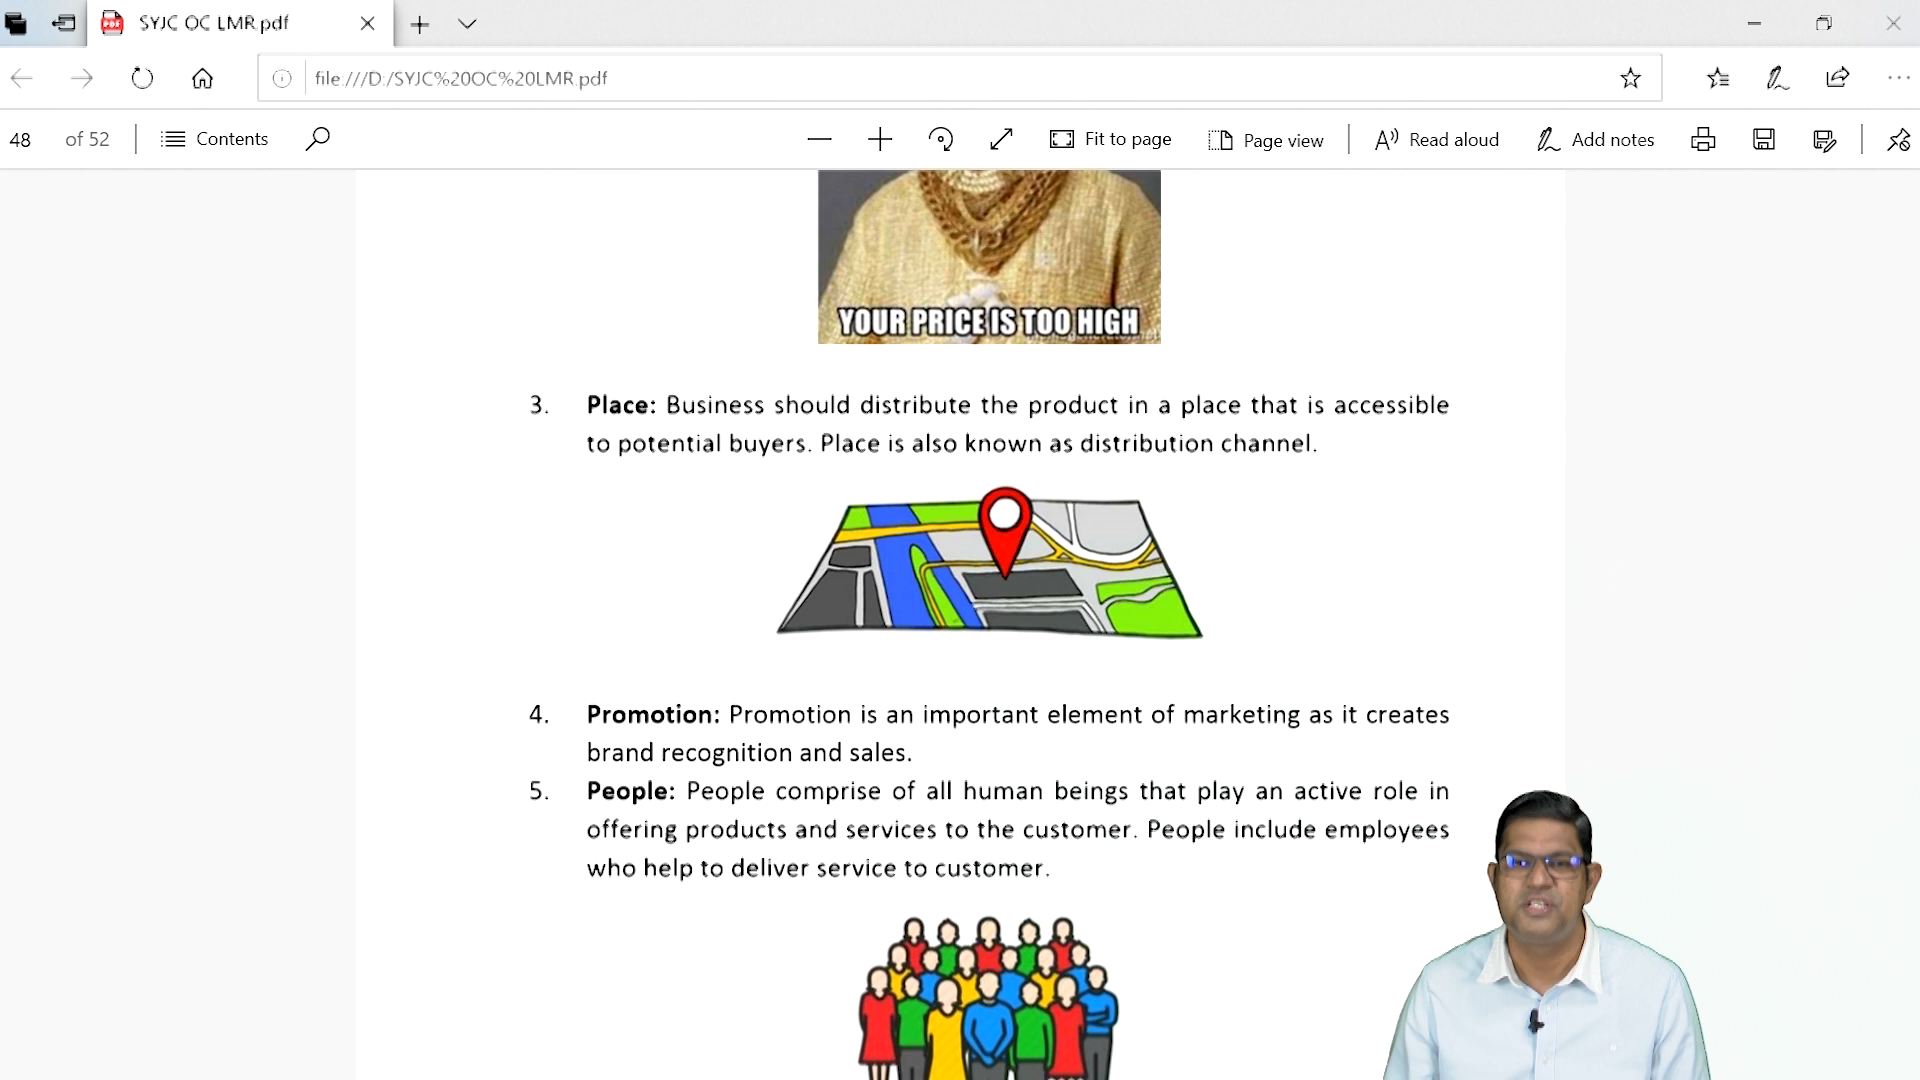 SYJC OC LMR.pdf
file:///D:/SYJC%20OC%20LMR.pdf
48 of 52 Contents Fit to page Page view Read aloud Add notes
YOUR PRICE IS TOO HIGH
3. Place: Business should distribute the product in a place that is accessible
to potential buyers. Place is also known as distribution channel.
4. Promotion: Promotion is an important element of marketing as it creates
brand recognition and sales.
5. People: People comprise of all human beings that play an active role in
offering products and services to the customer. People include employees
who help to deliver service to customer.